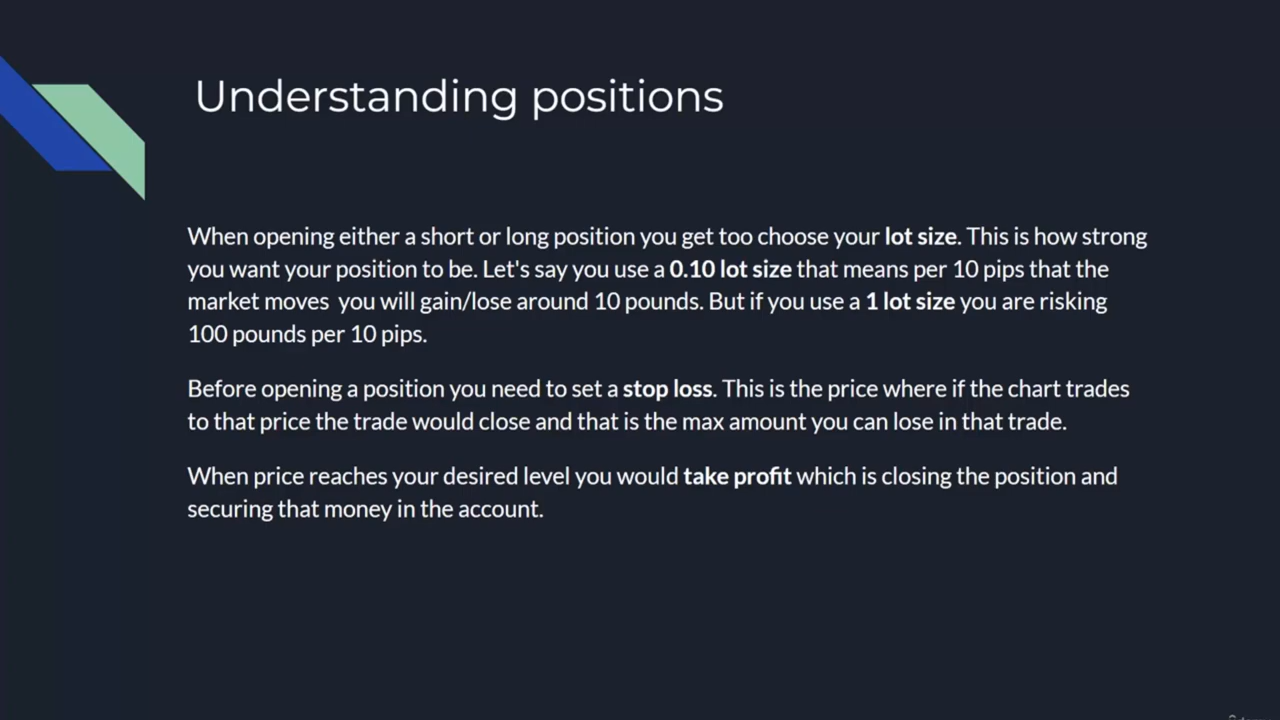 Understanding positions
When opening either a short or long position you get too choose your lot size. This is how strong
you want your position to be. Let's say you use a 0.10 lot size that means per 10 pips that the
market moves  you will gain/lose around 10 pounds. But if you use a 1 lot size you are risking
100 pounds per 10 pips.
Before opening a position you need to set a stop loss. This is the price where if the chart trades
to that price the trade would close and that is the max amount you can lose in that trade.
When price reaches your desired level you would take profit which is closing the position and
securing that money in the account.